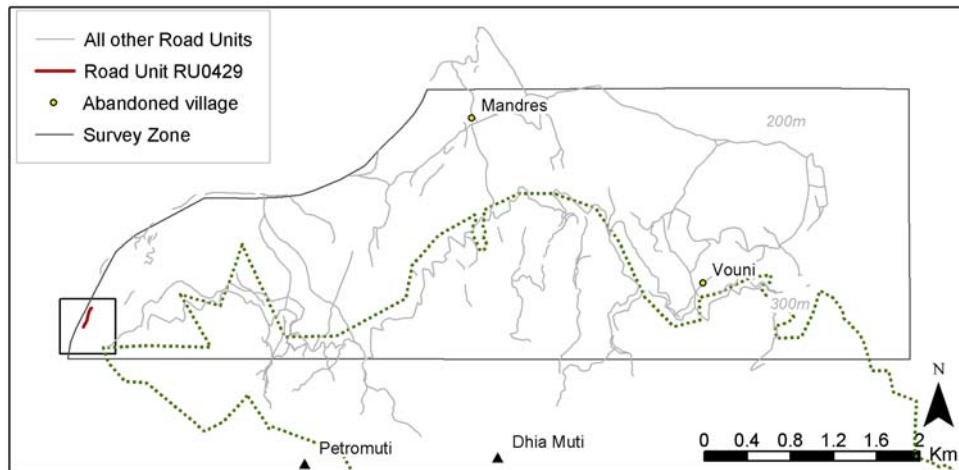 All other Road Units
Road Unit RU0429
Abandoned village
Survey Zone
Mandres
200m
Vouni
300m
N
Petromuti
Dhia Muti
0 0.4 0.8 1.2 1.6 2
Km